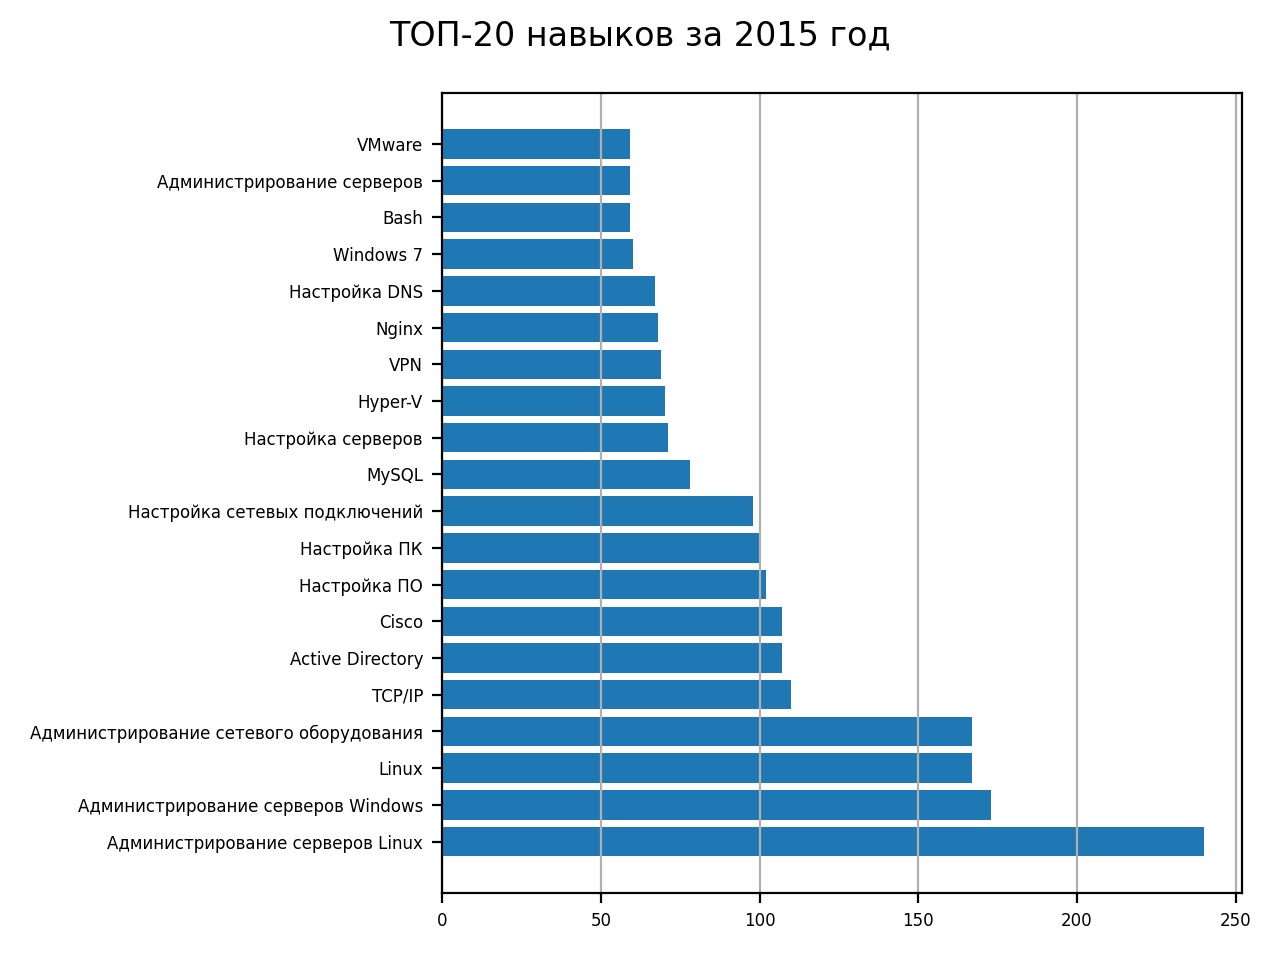 ТОП-20 навыков за 2015 год
VMware
Администрирование серверов
Bash
Windows 7
Настройка DNS
Nginx
VPN
Hyper-V
Настройка серверов
MySQL
Настройка сетевых подключений
Настройка ПК
Настройка ПО
Cisco
Active Directory
TCP/IP
Администрирование сетевого оборудования
Linux
Администрирование серверов Windows
Администрирование серверов Linux
0 50 100 150 200 250